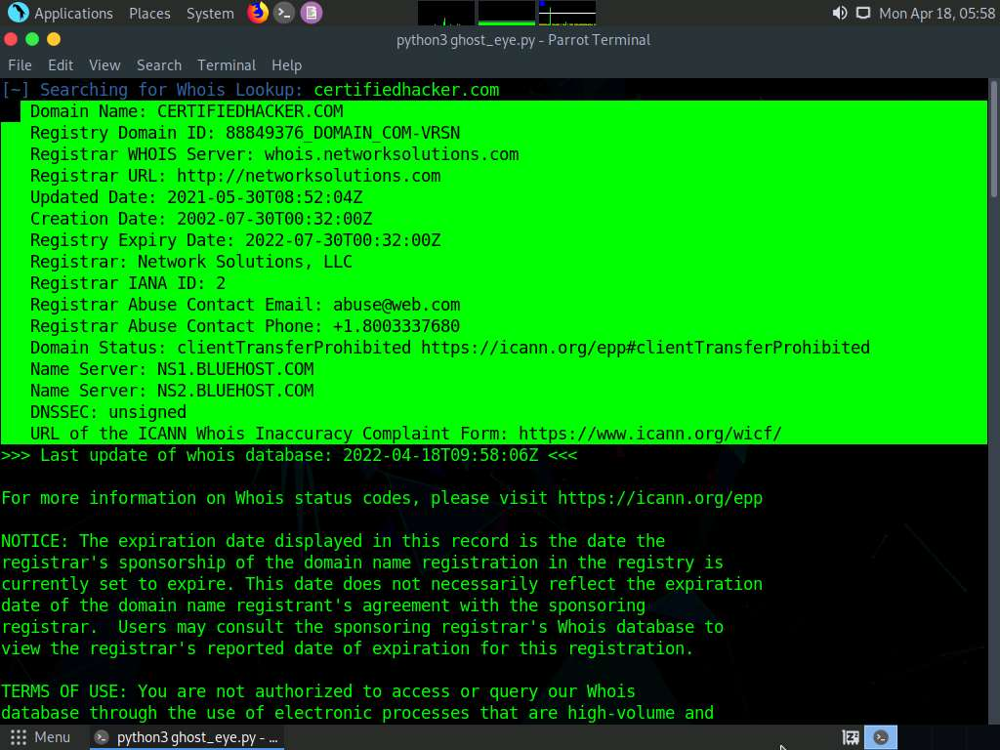 Applications Places System Mon Apr 18, 05:58
python3 ghost_eye.py - Parrot Terminal
File Edit View Search Terminal Help
[~] Searching for Whois Lookup: certifiedhacker.com
Domain Name: CERTIFIEDHACKER.COM
Registry Domain ID: 88849376_DOMAIN_COM-VRSN
Registrar WHOIS Server: whois.networksolutions.com
Registrar URL: http://networksolutions.com
Updated Date: 2021-05-30T08:52:04Z
Creation Date: 2002-07-30T00:32:00Z
Registry Expiry Date: 2022-07-30T00:32:00Z
Registrar: Network Solutions, LLC
Registrar IANA ID: 2
Registrar Abuse Contact Email: abuse@web.com
Registrar Abuse Contact Phone: +1.8003337680
Domain Status: clientTransferProhibited https://icann.org/epp#clientTransferProhibited
Name Server: NS1.BLUEHOST.COM
Name Server: NS2.BLUEHOST.COM
DNSSEC: unsigned
URL of the ICANN Whois Inaccuracy Complaint Form: https://www.icann.org/wicf/
>>> Last update of whois database: 2022-04-18T09:58:06Z <<<
For more information on Whois status codes, please visit https://icann.org/epp
NOTICE: The expiration date displayed in this record is the date the
registrar's sponsorship of the domain name registration in the registry is
currently set to expire. This date does not necessarily reflect the expiration
date of the domain name registrant's agreement with the sponsoring
registrar.  Users may consult the sponsoring registrar's Whois database to
view the registrar's reported date of expiration for this registration.
TERMS OF USE: You are not authorized to access or query our Whois
database through the use of electronic processes that are high-volume and
Menu python3 ghost_eye.py - ...